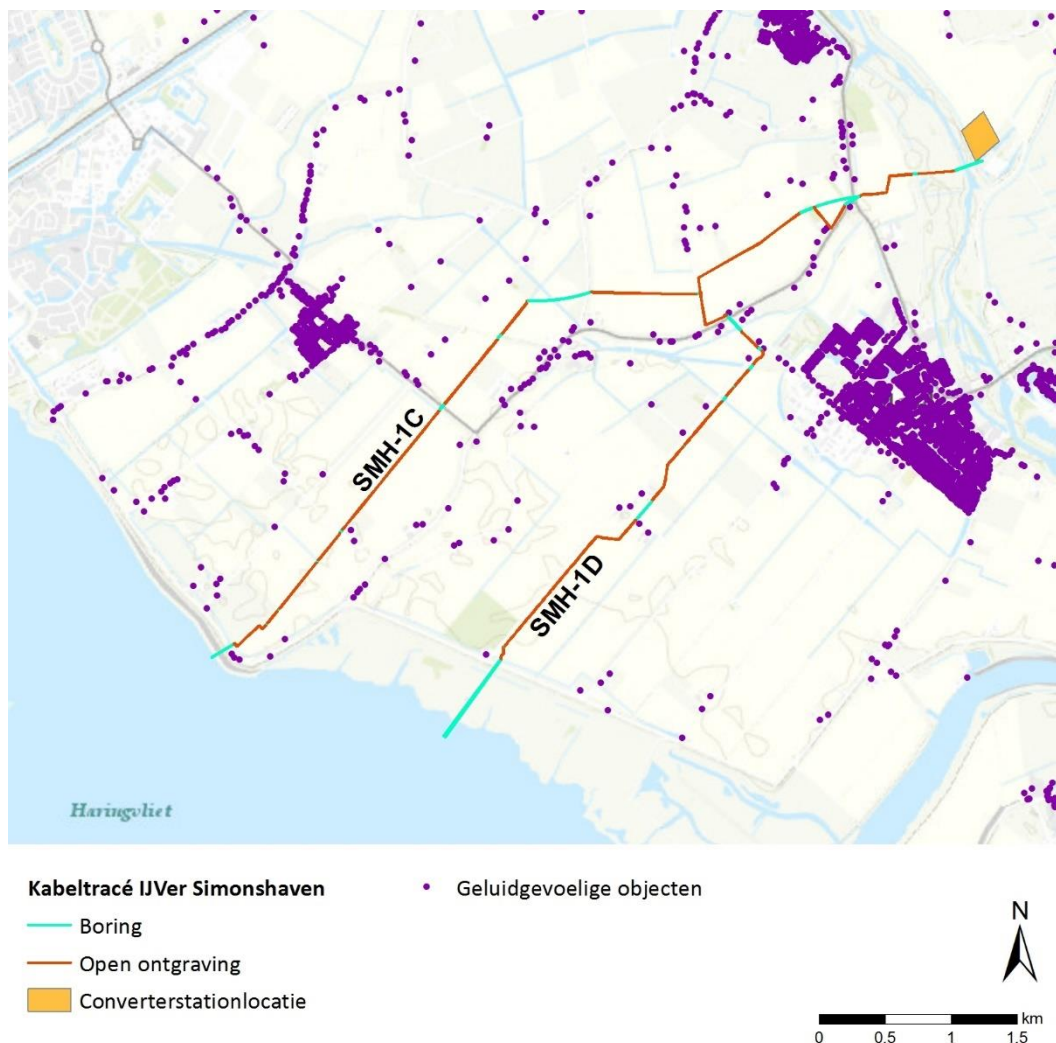 SMH-1C
SMH-1D
Haringvliet
Kabeltracé IJVer Simonshaven
Geluidgevoelige objecten
Boring
Open ontgraving
Converterstationlocatie
N
km
0 0.5 1 1.5